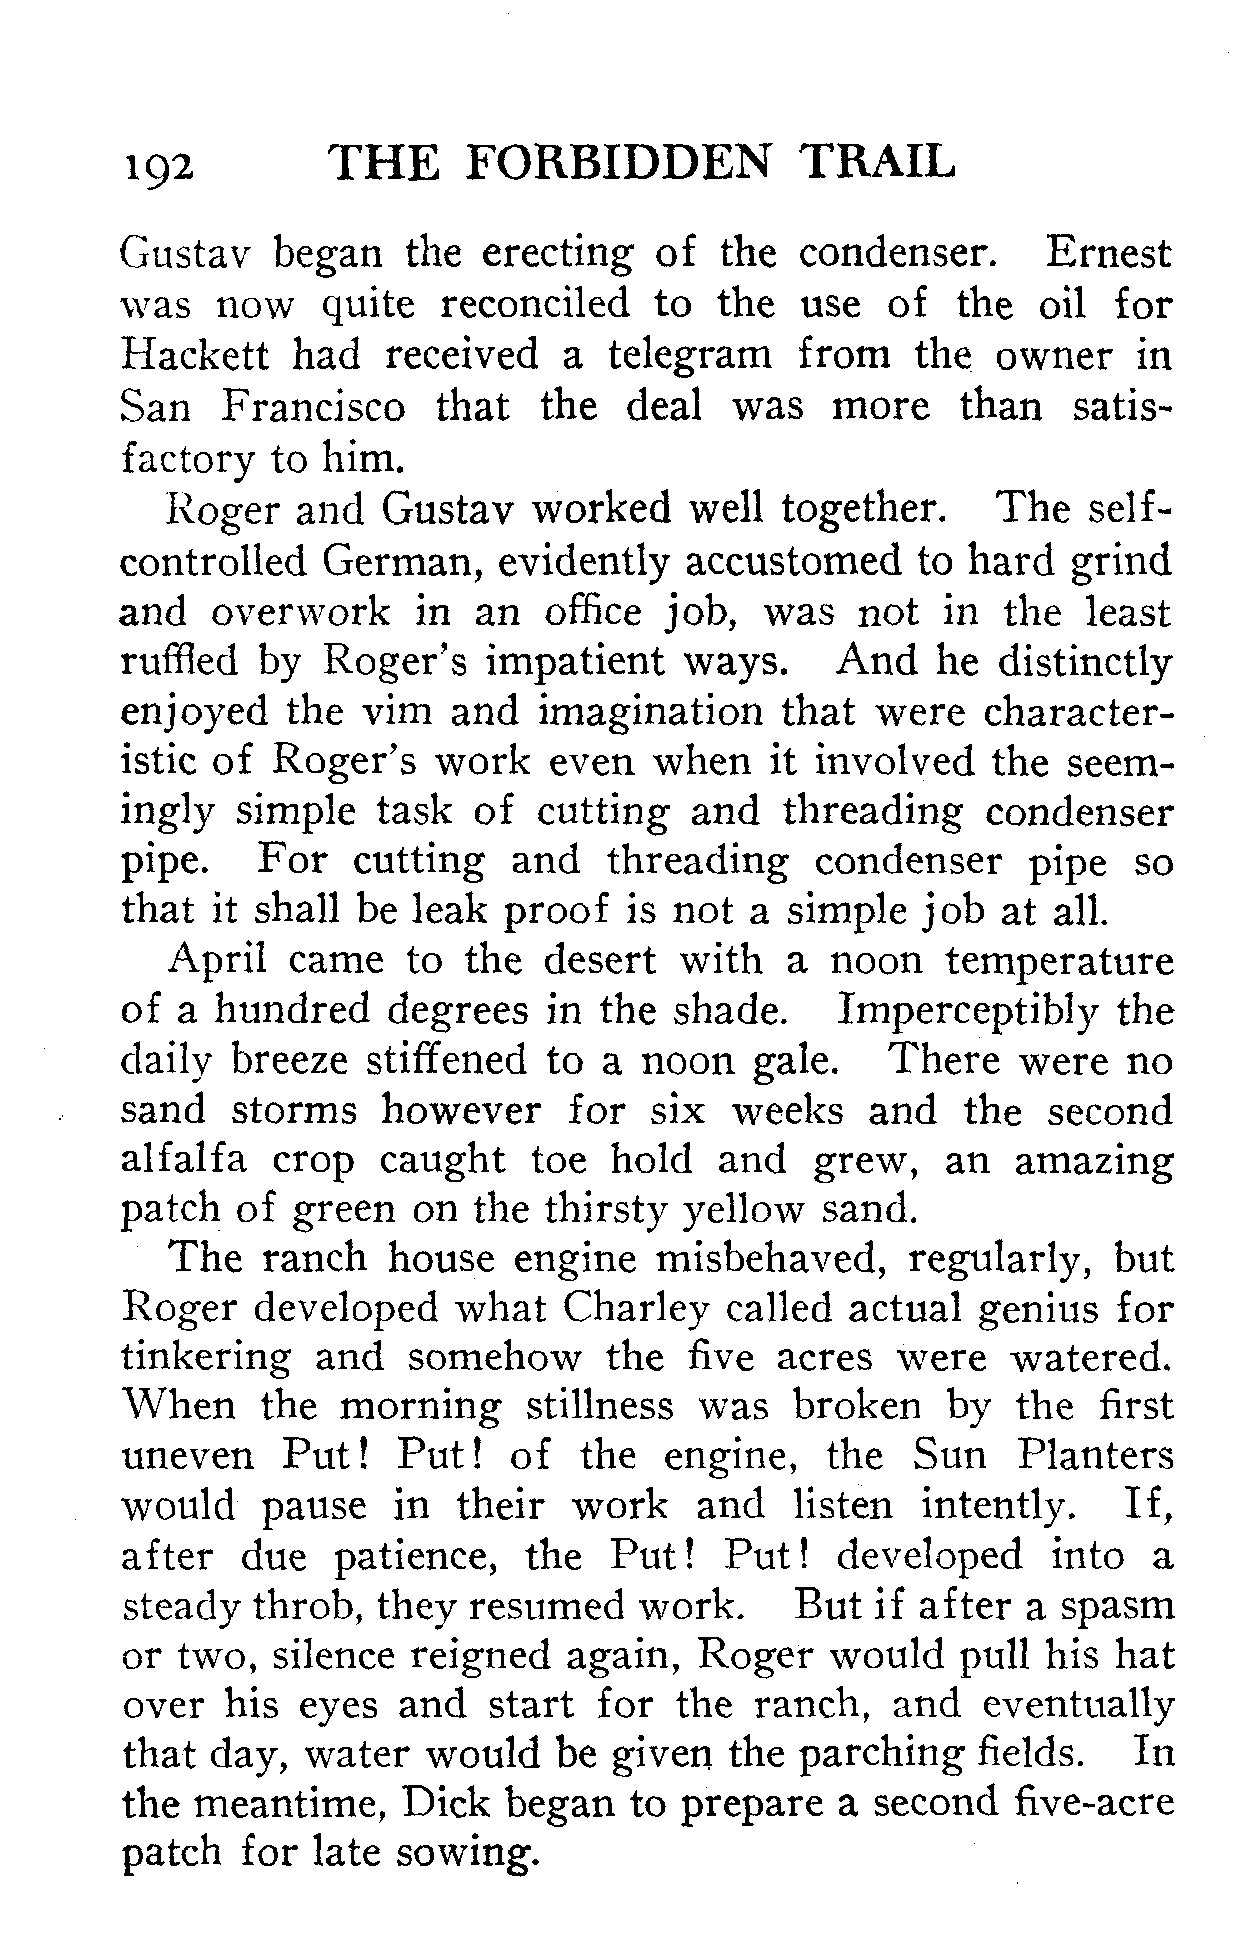 192 THE FORBIDDEN TRAIL
Gustav began the erecting of the condenser. Ernest
was now quite reconciled to the use of the oil for
Hackett had received a telegram from the owner in
San Francisco that the deal was more than satis-
factory to him.
Roger and Gustav worked well together. The self-
controlled German, evidently accustomed to hard grind
and overwork in an office job, was not in the least
ruffled by Roger's impatient ways. And he distinctly
enjoyed the vim and imagination that were character-
istic of Roger's work even when it involved the seem-
ingly simple task of cutting and threading condenser
pipe. For cutting and threading condenser pipe so
that it shall be leak proof is not a simple job at all.
April came to the desert with a noon temperature
of a hundred degrees in the shade. Imperceptibly the
daily breeze stiffened to a noon gale. There were no
sand storms however for six weeks and the second
alfalfa crop caught toe hold and grew, an amazing
patch of green on the thirsty yellow sand.
The ranch house engine misbehaved, regularly, but
Roger developed what Charley called actual genius for
tinkering and somehow the five acres were watered.
When the morning stillness was broken by the first
uneven Put! Put! of the engine, the Sun Planters
would pause in their work and listen intently. If,
after due patience, the Put! Put! developed into a
steady throb, they resumed work. But if after a spasm
or two, silence reigned again, Roger would pull his hat
over his eyes and start for the ranch, and eventually
that day, water would be given the parching fields. In
the meantime, Dick began to prepare a second five-acre
patch for late sowing.